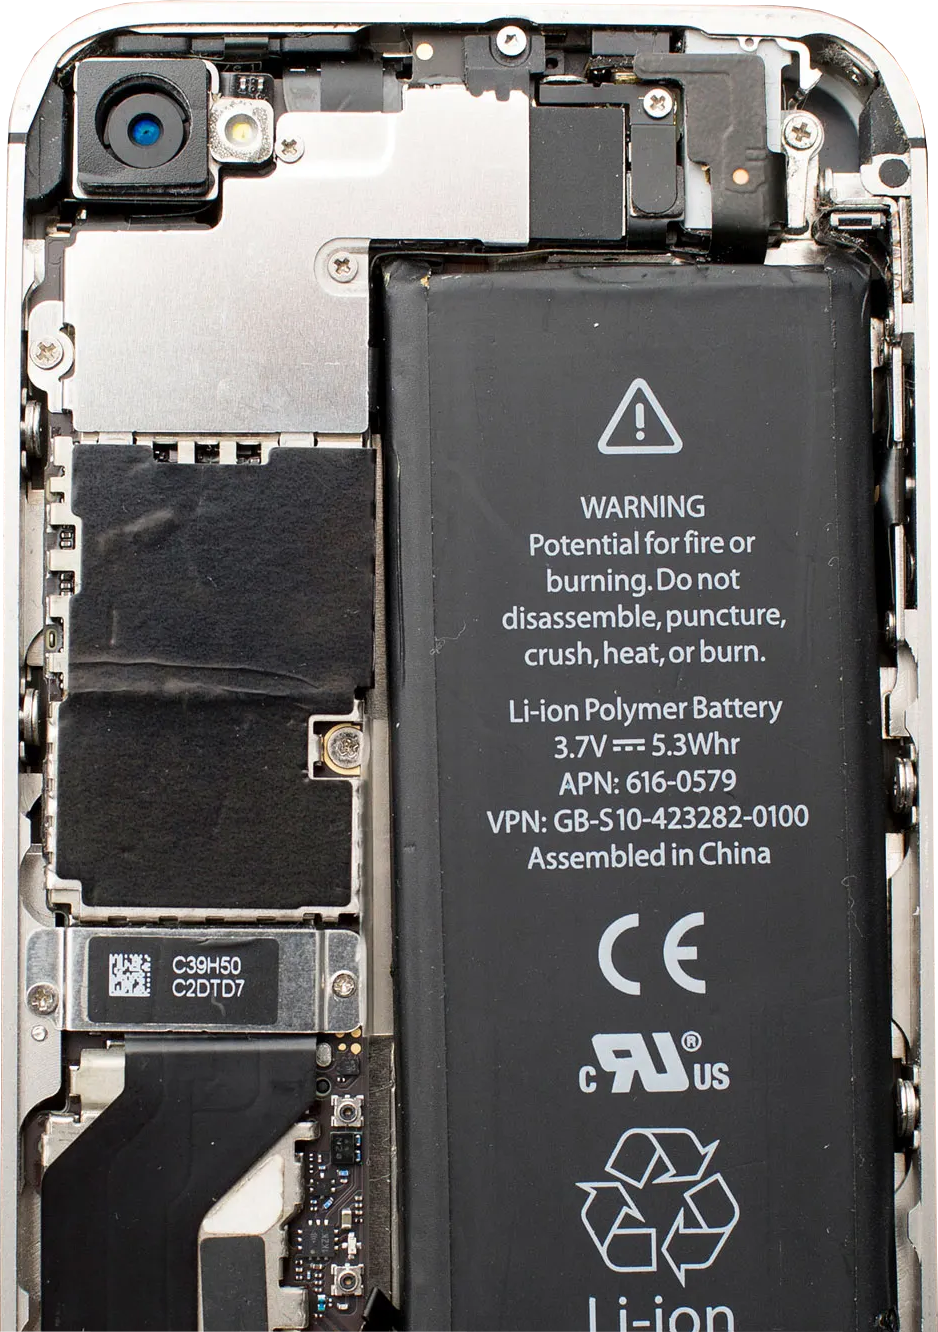 WARNING
Potential for fire or
burning. Do not
disassemble, puncture,
crush, heat, or burn.
Li-ion Polymer Battery
3.7V ⎓ 5.3Whr
APN: 616-0579
VPN: GB-S10-423282-0100
Assembled in China
CE
c RU ® US
Li-ion
C39H50
C2DTD7